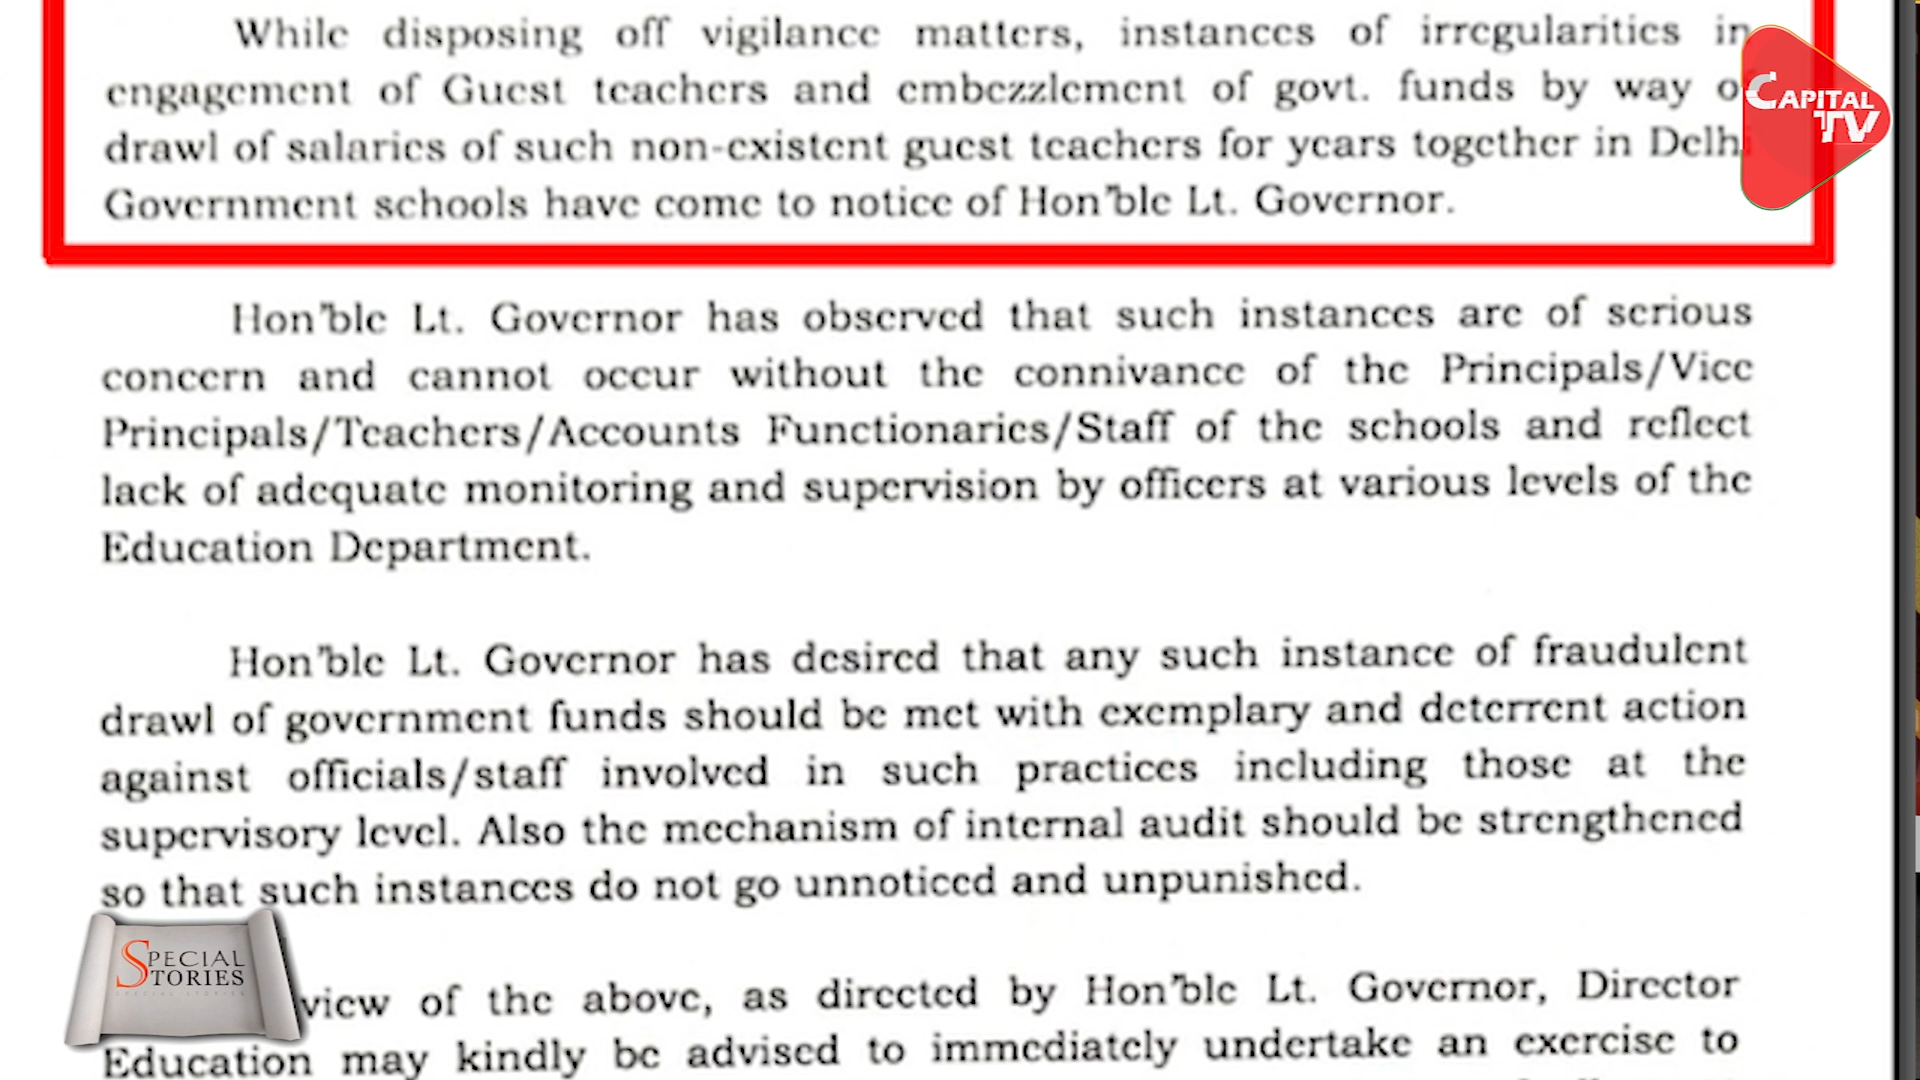 While disposing off vigilance matters, instances of irregularities in
engagement of Guest teachers and embezzlement of govt. funds by way of
drawl of salaries of such non-existent guest teachers for years together in Delhi
Government schools have come to notice of Hon'ble Lt. Governor.
CAPITAL
TV
Hon'ble Lt. Governor has observed that such instances are of serious
concern and cannot occur without the connivance of the Principals/Vice
Principals/Teachers/Accounts Functionaries/Staff of the schools and reflect
lack of adequate monitoring and supervision by officers at various levels of the
Education Department.
Hon'ble Lt. Governor has desired that any such instance of fraudulent
drawl of government funds should be met with exemplary and deterrent action
against officials/staff involved in such practices including those at the
supervisory level. Also the mechanism of internal audit should be strengthened
so that such instances do not go unnoticed and unpunished.
SPECIAL
STORIES
view of the above, as directed by Hon'ble Lt. Governor, Director
Education may kindly be advised to immediately undertake an exercise to